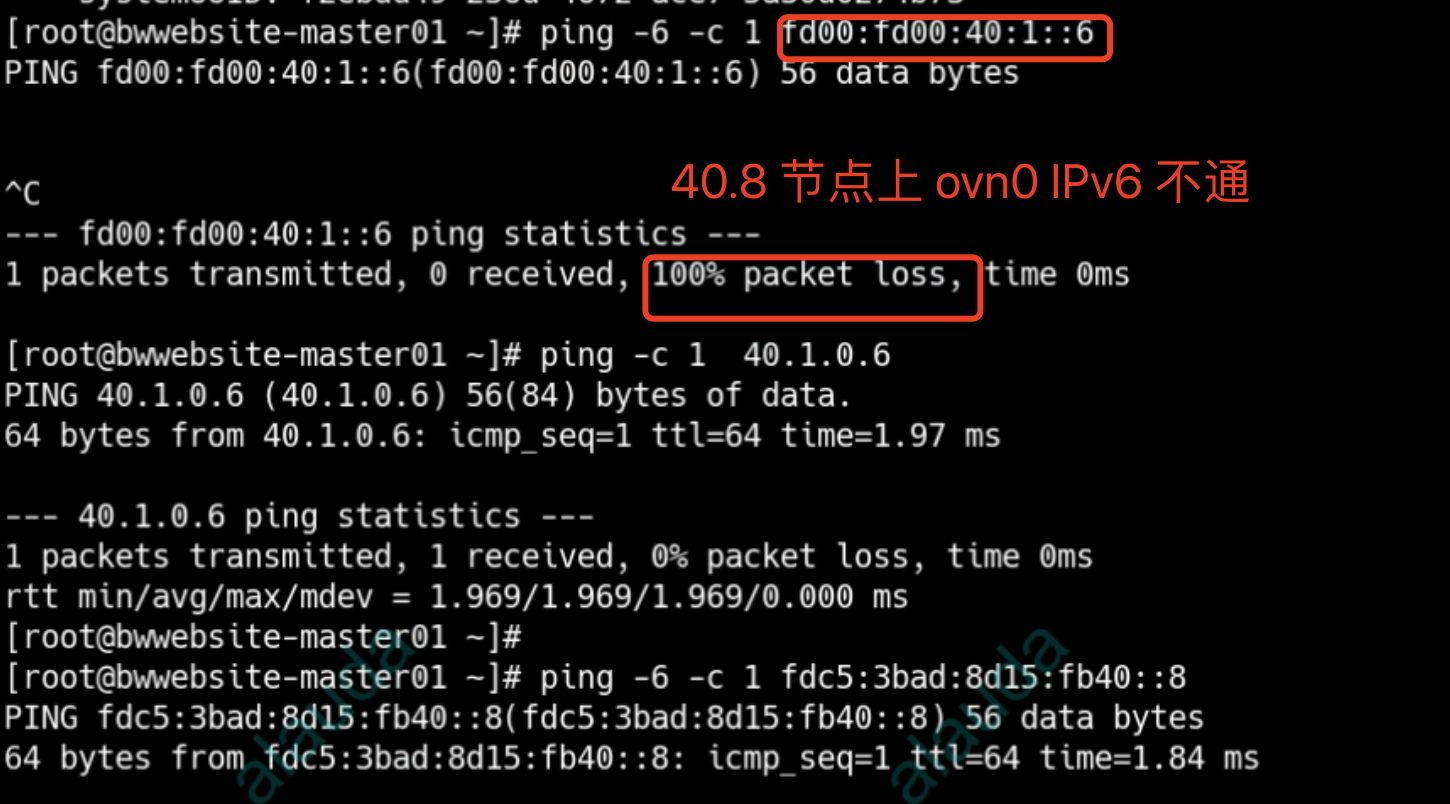 [root@bwwebsite-master01 ~]# ping -6 -c 1 fd00:fd00:40:1::6
PING fd00:fd00:40:1::6(fd00:fd00:40:1::6) 56 data bytes
^C
40.8 节点上 ovn0 IPv6 不通
--- fd00:fd00:40:1::6 ping statistics ---
1 packets transmitted, 0 received, 100% packet loss, time 0ms
[root@bwwebsite-master01 ~]# ping -c 1  40.1.0.6
PING 40.1.0.6 (40.1.0.6) 56(84) bytes of data.
64 bytes from 40.1.0.6: icmp_seq=1 ttl=64 time=1.97 ms
--- 40.1.0.6 ping statistics ---
1 packets transmitted, 1 received, 0% packet loss, time 0ms
rtt min/avg/max/mdev = 1.969/1.969/1.969/0.000 ms
[root@bwwebsite-master01 ~]#
[root@bwwebsite-master01 ~]# ping -6 -c 1 fdc5:3bad:8d15:fb40::8
PING fdc5:3bad:8d15:fb40::8(fdc5:3bad:8d15:fb40::8) 56 data bytes
64 bytes from fdc5:3bad:8d15:fb40::8: icmp_seq=1 ttl=64 time=1.84 ms
alauda
alauda